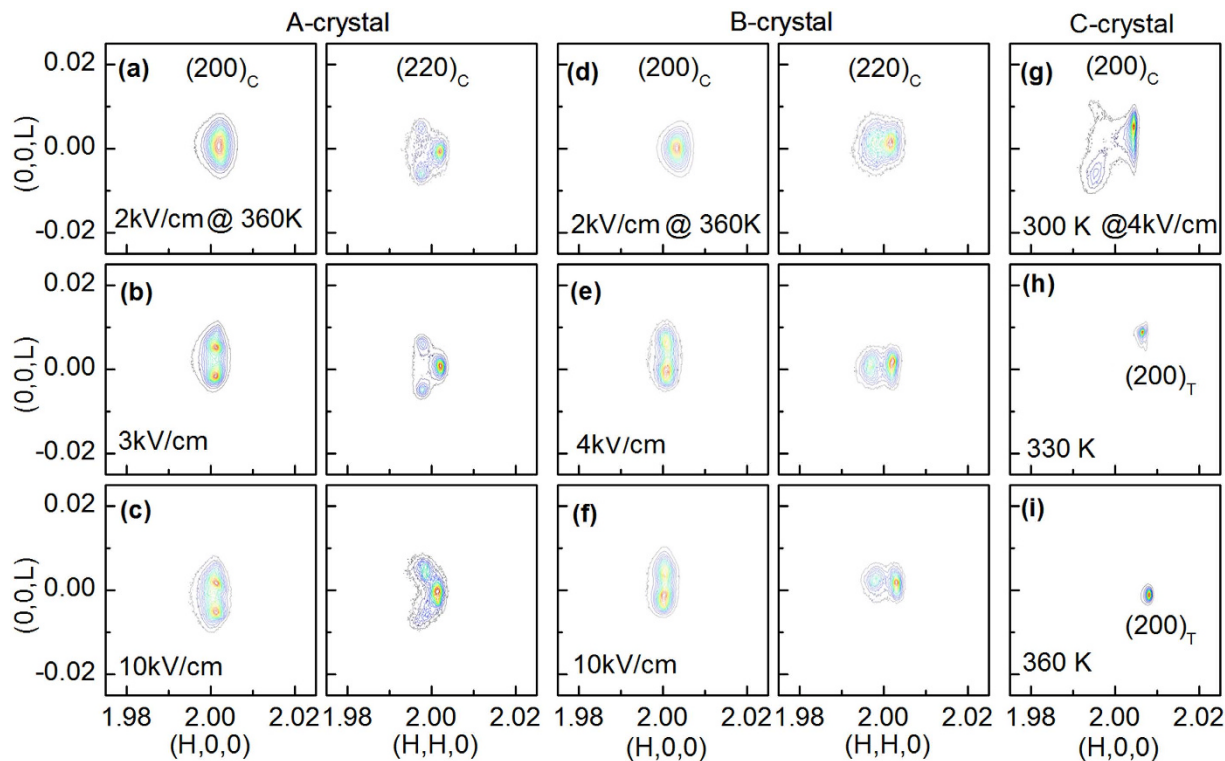 A-crystal
B-crystal
C-crystal
(a) (200)C
(220)C
(d) (200)C
(220)C
(g) (200)C
0.02
0.00
-0.02
(0,0,L)
2kV/cm@ 360K
2kV/cm@ 360K
300 K @4kV/cm
(b)
(e)
(h)
0.02
0.00
-0.02
(0,0,L)
3kV/cm
4kV/cm
(200)T
330 K
(c)
(f)
(i)
0.02
0.00
-0.02
(0,0,L)
10kV/cm
10kV/cm
(200)T
360 K
1.98 2.00 2.02
1.98 2.00 2.02
1.98 2.00 2.02
1.98 2.00 2.02
1.98 2.00 2.02
(H,0,0)
(H,H,0)
(H,0,0)
(H,H,0)
(H,0,0)